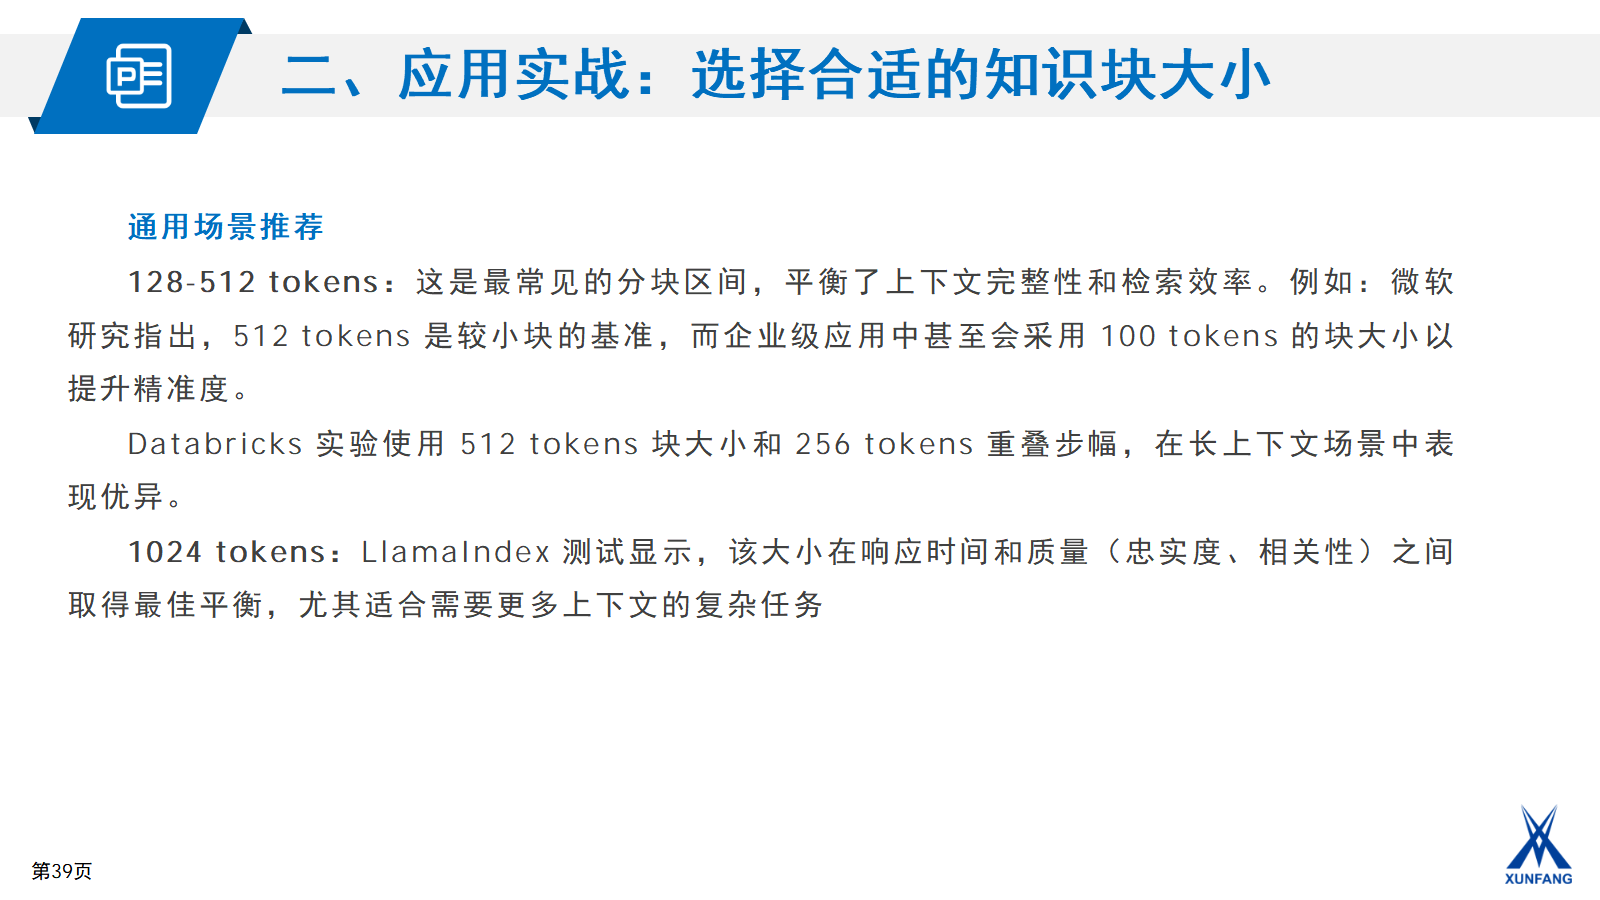 二、应用实战：选择合适的知识块大小
通用场景推荐
128-512 tokens：这是最常见的分块区间，平衡了上下文完整性和检索效率。例如：微软
研究指出，512 tokens 是较小块的基准，而企业级应用中甚至会采用 100 tokens 的块大小以
提升精准度。
Databricks 实验使用 512 tokens 块大小和 256 tokens 重叠步幅，在长上下文场景中表
现优异。
1024 tokens：LlamaIndex 测试显示，该大小在响应时间和质量（忠实度、相关性）之间
取得最佳平衡，尤其适合需要更多上下文的复杂任务
第39页
XUNFANG